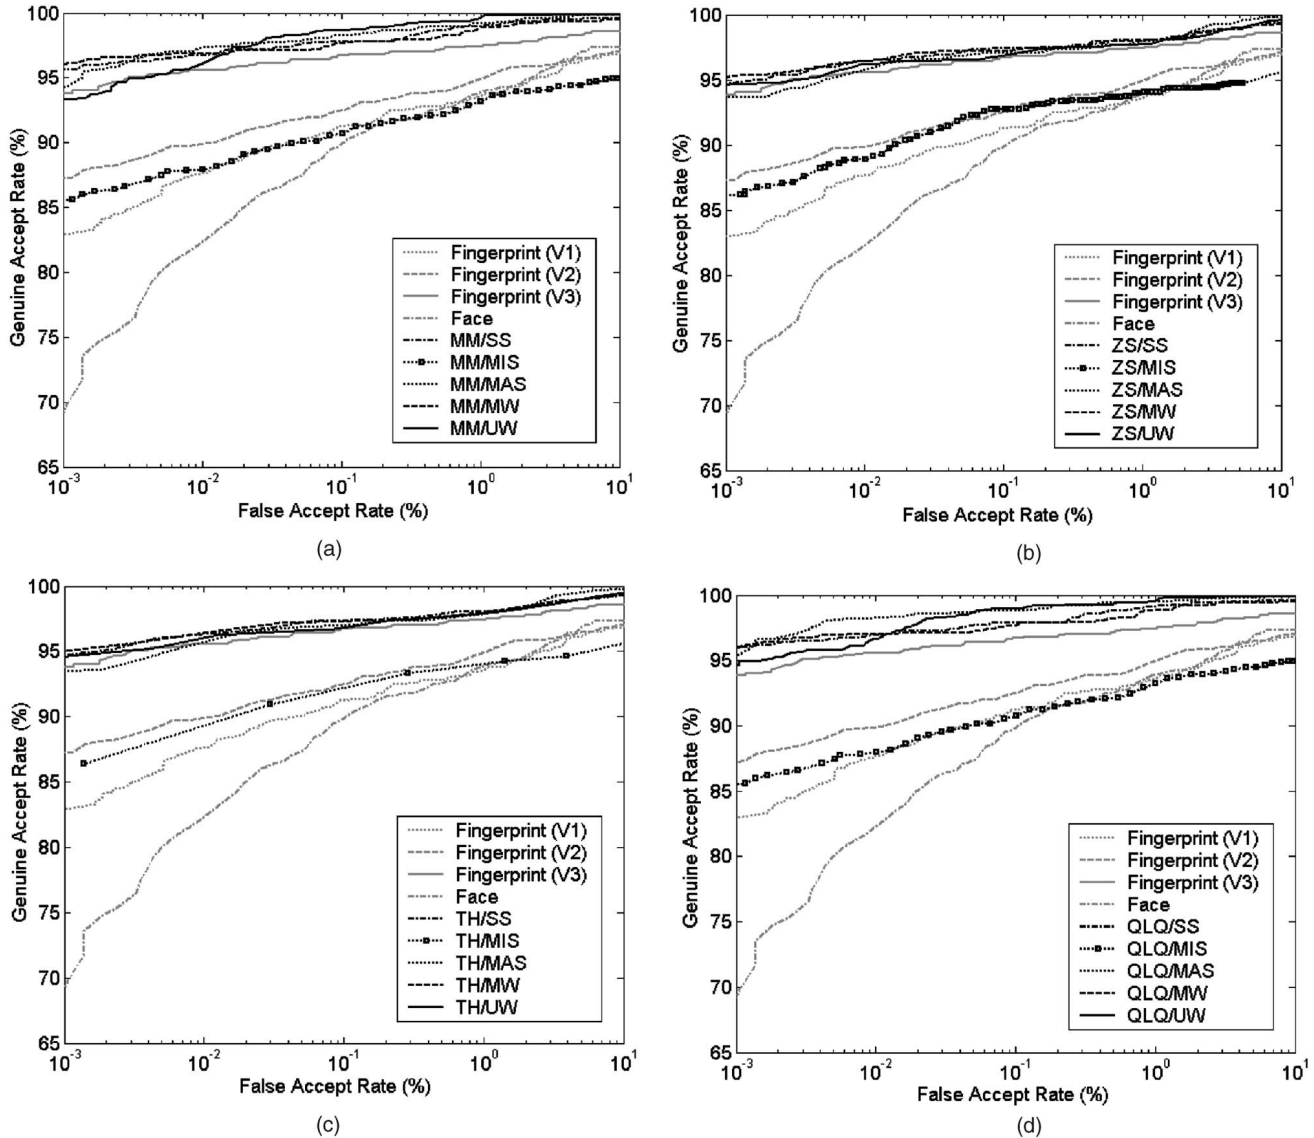 100
95
90
85
80
75
70
65
Genuine Accept Rate (%)
Fingerprint (V1)
Fingerprint (V2)
Fingerprint (V3)
Face
MM/SS
MM/MIS
MM/MAS
MM/MW
MM/UW
10-3 10-2 10-1 100 101
False Accept Rate (%)
(a)
100
95
90
85
80
75
70
65
Genuine Accept Rate (%)
Fingerprint (V1)
Fingerprint (V2)
Fingerprint (V3)
Face
ZS/SS
ZS/MIS
ZS/MAS
ZS/MW
ZS/UW
10-3 10-2 10-1 100 101
False Accept Rate (%)
(b)
100
95
90
85
80
75
70
65
Genuine Accept Rate (%)
Fingerprint (V1)
Fingerprint (V2)
Fingerprint (V3)
Face
TH/SS
TH/MIS
TH/MAS
TH/MW
TH/UW
10-3 10-2 10-1 100 101
False Accept Rate (%)
(c)
100
95
90
85
80
75
70
65
Genuine Accept Rate (%)
Fingerprint (V1)
Fingerprint (V2)
Fingerprint (V3)
Face
QLQ/SS
QLQ/MIS
QLQ/MAS
QLQ/MW
QLQ/UW
10-3 10-2 10-1 100 101
False Accept Rate (%)
(d)